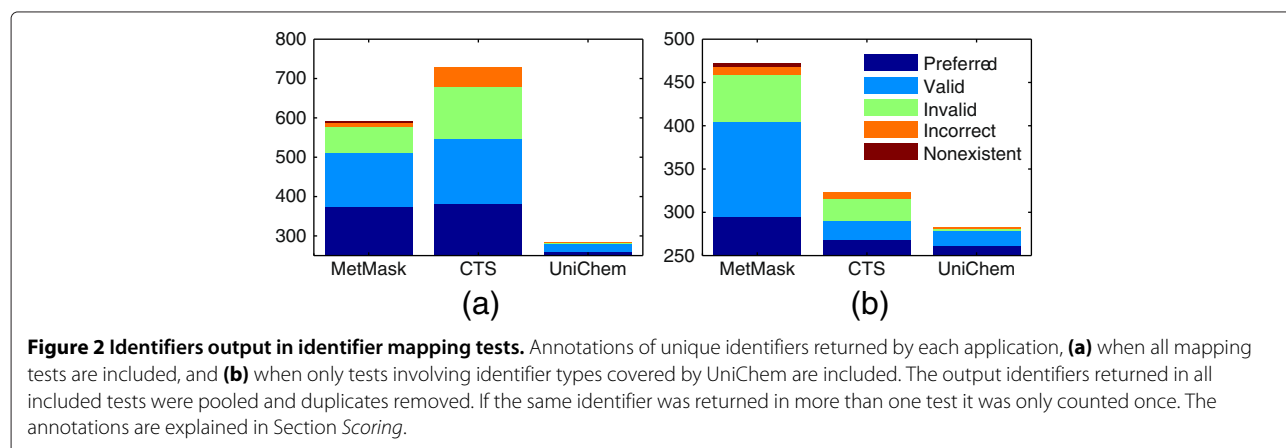 800
700
600
500
400
300
MetMask CTS UniChem
(a)
500
450
400
350
300
250
Preferred
Valid
Invalid
Incorrect
Nonexistent
MetMask CTS UniChem
(b)
Figure 2 Identifiers output in identifier mapping tests. Annotations of unique identifiers returned by each application, (a) when all mapping
tests are included, and (b) when only tests involving identifier types covered by UniChem are included. The output identifiers returned in all
included tests were pooled and duplicates removed. If the same identifier was returned in more than one test it was only counted once. The
annotations are explained in Section Scoring.